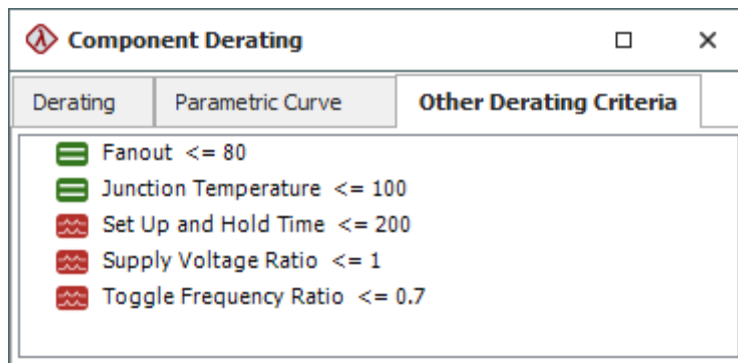 Component Derating
Derating Parametric Curve Other Derating Criteria
Fanout <= 80
Junction Temperature <= 100
Set Up and Hold Time <= 200
Supply Voltage Ratio <= 1
Toggle Frequency Ratio <= 0.7